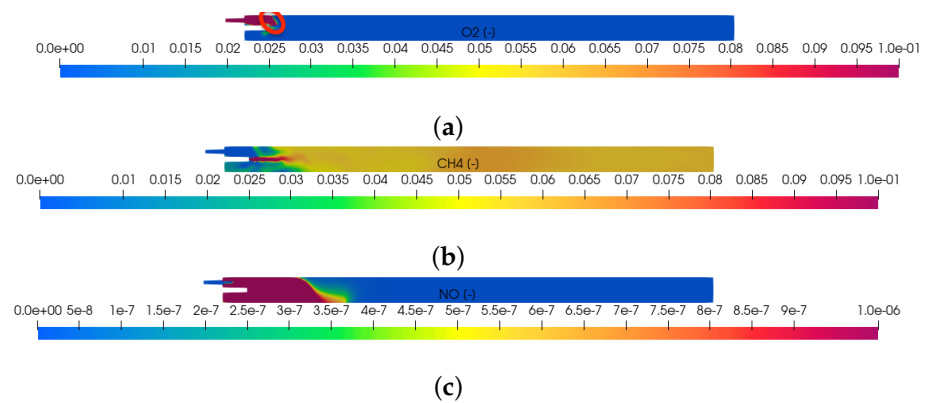 O2 (-)
0.0e+00 0.01 0.015 0.02 0.025 0.03 0.035 0.04 0.045 0.05 0.055 0.06 0.065 0.07 0.075 0.08 0.085 0.09 0.095 1.0e-01
(a)
CH4 (-)
0.0e+00 0.01 0.015 0.02 0.025 0.03 0.035 0.04 0.045 0.05 0.055 0.06 0.065 0.07 0.075 0.08 0.085 0.09 0.095 1.0e-01
(b)
NO (-)
0.0e+00 5e-8 1e-7 1.5e-7 2e-7 2.5e-7 3e-7 3.5e-7 4e-7 4.5e-7 5e-7 5.5e-7 6e-7 6.5e-7 7e-7 7.5e-7 8e-7 8.5e-7 9e-7 1.0e-06
(c)